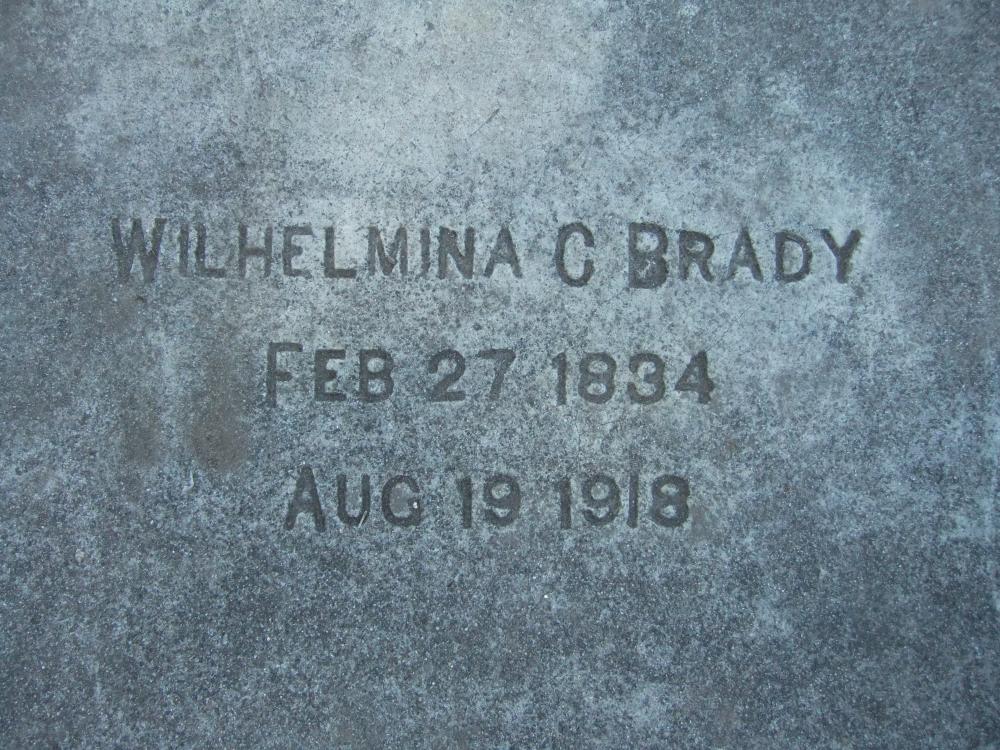 WILHELMINA C BRADY
FEB 27 1834
AUG 19 1918